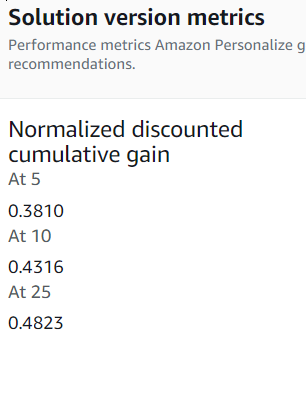 Solution version metrics
Performance metrics Amazon Personalize g
recommendations.
Normalized discounted
cumulative gain
At 5
0.3810
At 10
0.4316
At 25
0.4823